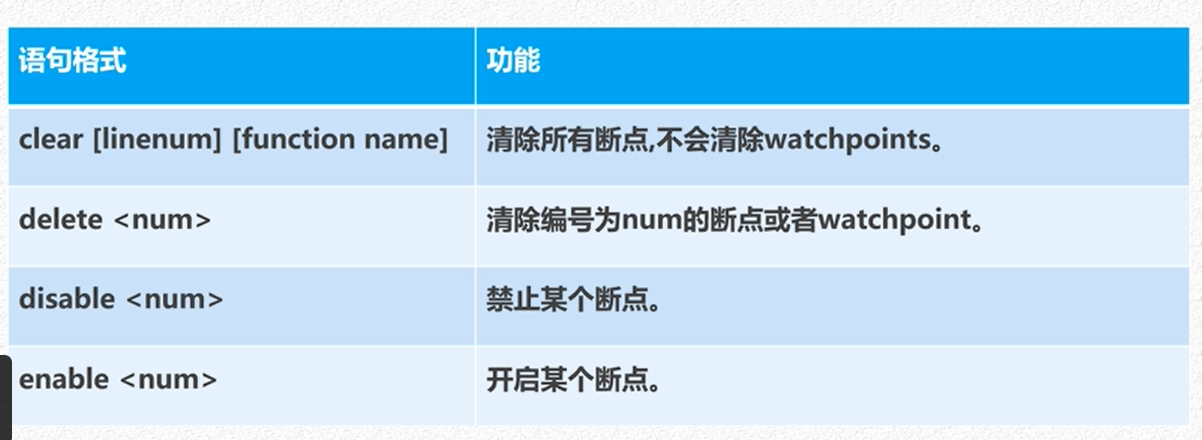 语句格式 功能
clear [linenum] [function name] 清除所有断点,不会清除watchpoints。
delete <num> 清除编号为num的断点或者watchpoint。
disable <num> 禁止某个断点。
enable <num> 开启某个断点。